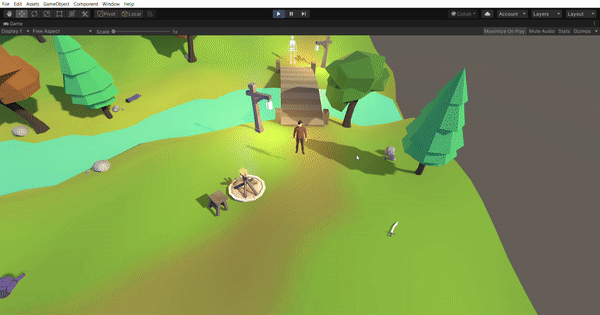 File Edit Assets GameObject Component Window Help
Pivot Local Collab Account Layers Layout
Game
Display 1 Free Aspect Scale 1x Maximize On Play Mute Audio Stats Gizmos